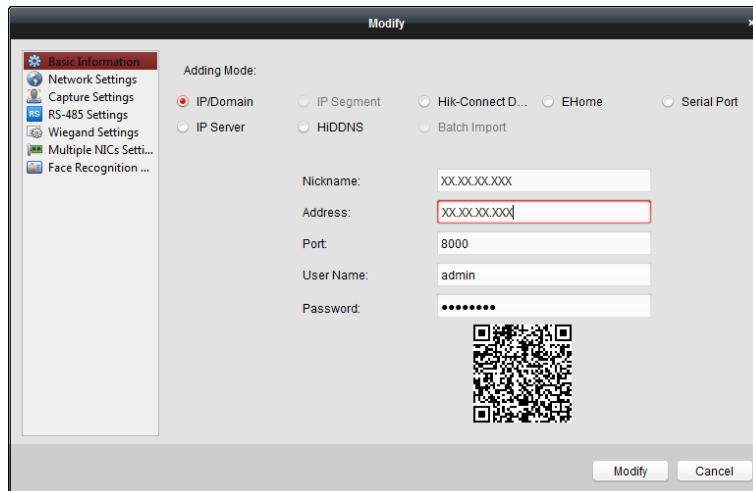 Modify
Basic Information
Network Settings
Capture Settings
RS RS-485 Settings
Wiegand Settings
Multiple NICs Setti...
Face Recognition ...
Adding Mode:
IP/Domain IP Segment Hik-Connect D... EHome Serial Port
IP Server HiDDNS Batch Import
Nickname: XX.XX.XX.XXX
Address: XX.XX.XX.XXX
Port: 8000
User Name: admin
Password: ••••••••
Modify Cancel